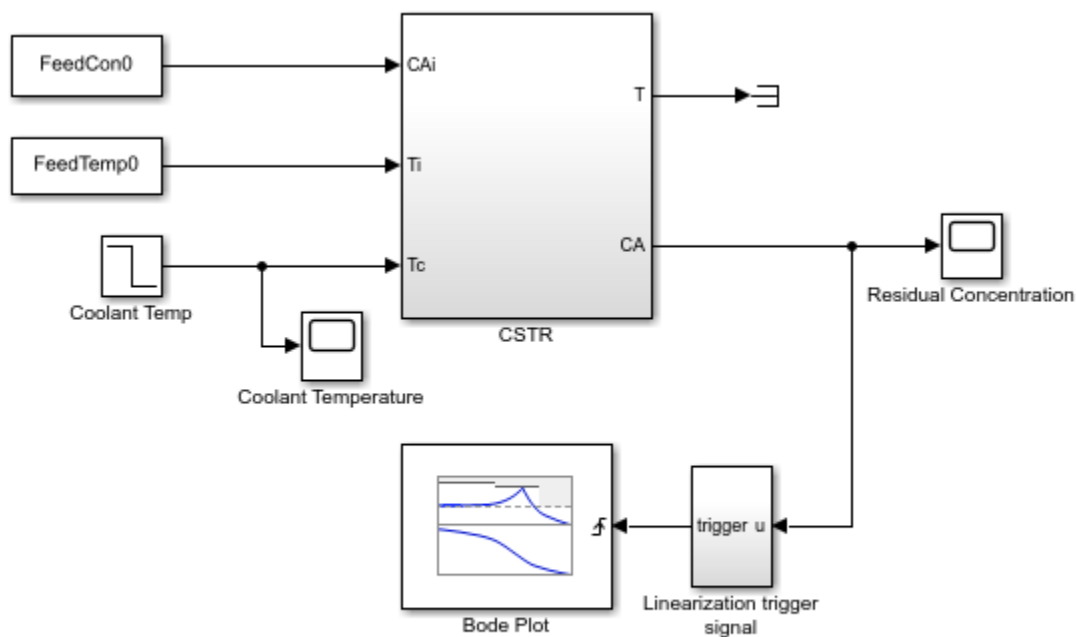 FeedCon0
CAi
T
FeedTemp0
Ti
CA
Tc
Coolant Temp
Residual Concentration
CSTR
Coolant Temperature
trigger u
Linearization trigger
signal
Bode Plot